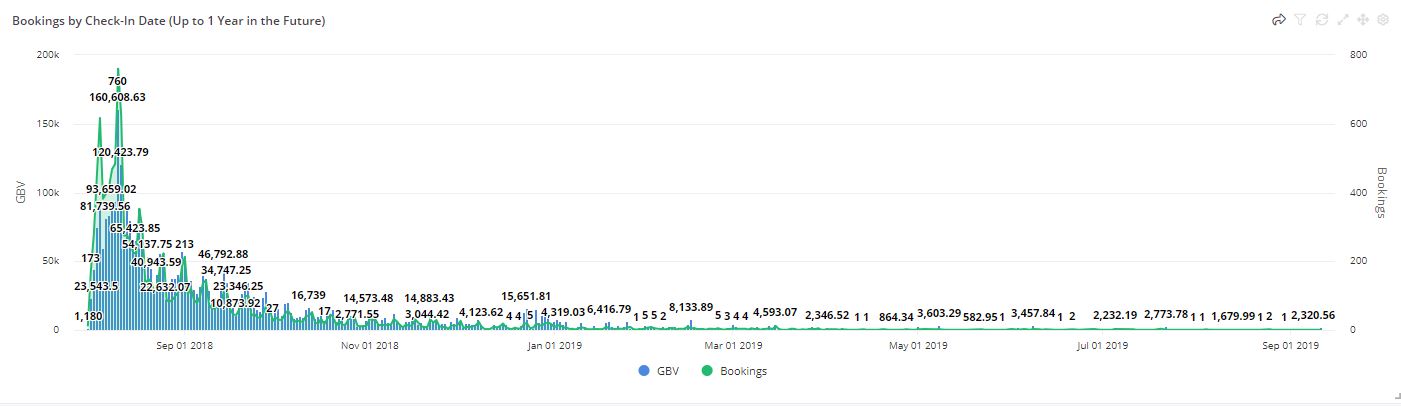 Bookings by Check-In Date (Up to 1 Year in the Future)
200k
150k
100k
50k
0
GBV
800
600
400
200
0
Bookings
760
160,608.63
120,423.79
93,659.02
81,739.56
65,423.85
54,137.75 213
173
40,943.59
46,792.88
34,747.25
23,543.5
22,632.07
23,346.25
1,180
10,873.92
27
16,739
17
2,771.55
14,573.48
3,044.42
14,883.43
4,123.62
4 4 5
15,651.81
4,319.03
6,416.79
1 5 5 2
8,133.89
5 3 4 4
4,593.07
2,346.52
1 1
864.34
3,603.29
582.95
1
3,457.84
1 2
2,232.19
2,773.78
1 1
1,679.99
1 2
1
2,320.56
Sep 01 2018
Nov 01 2018
Jan 01 2019
Mar 01 2019
May 01 2019
Jul 01 2019
Sep 01 2019
GBV
Bookings